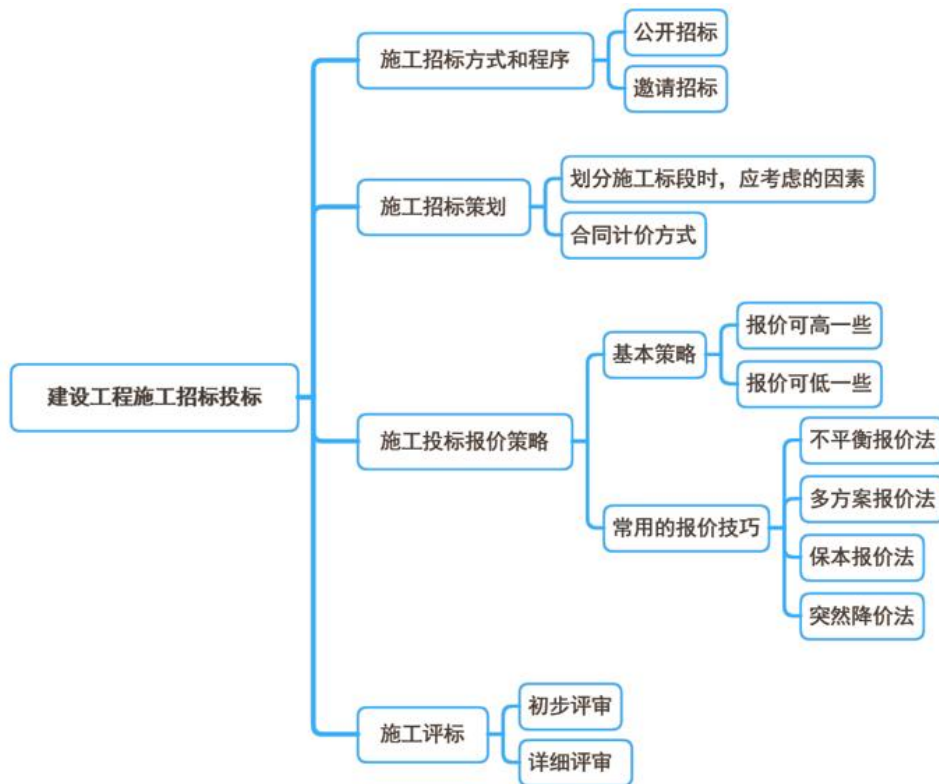 建设工程施工招标投标
施工招标方式和程序
公开招标
邀请招标
施工招标策划
划分施工标段时，应考虑的因素
合同计价方式
施工投标报价策略
基本策略
报价可高一些
报价可低一些
常用的报价技巧
不平衡报价法
多方案报价法
保本报价法
突然降价法
施工评标
初步评审
详细评审